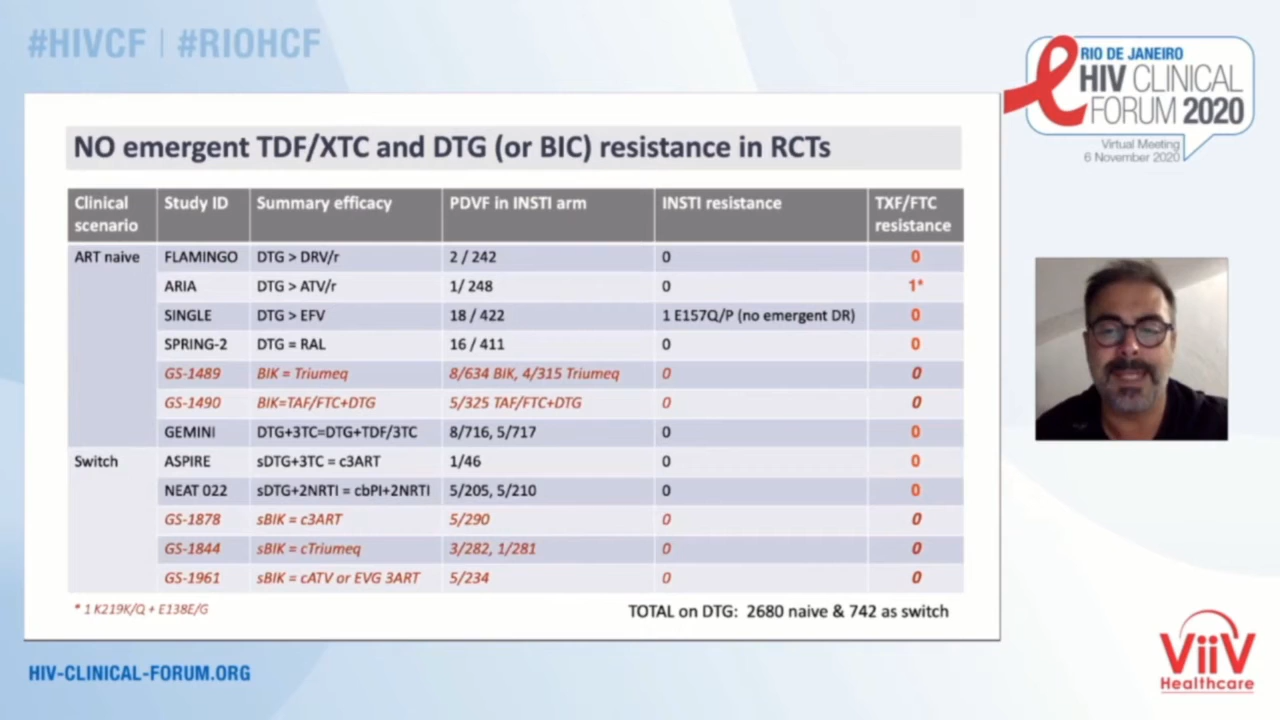 #HIVCF | #RIOHCF
RIO DE JANEIRO
HIV CLINICAL
FORUM 2020
Virtual Meeting
6 November 2020
NO emergent TDF/XTC and DTG (or BIC) resistance in RCTs
Clinical scenario Study ID Summary efficacy PDVF in INSTI arm INSTI resistance TXF/FTC resistance
ART naive FLAMINGO DTG > DRV/r 2 / 242 0 0
ARIA DTG > ATV/r 1/ 248 0 1*
SINGLE DTG > EFV 18 / 422 1 E157Q/P (no emergent DR) 0
SPRING-2 DTG = RAL 16 / 411 0 0
GS-1489 BIK = Triumeq 8/634 BIK, 4/315 Triumeq 0 0
GS-1490 BIK=TAF/FTC+DTG 5/325 TAF/FTC+DTG 0 0
GEMINI DTG+3TC=DTG+TDF/3TC 8/716, 5/717 0 0
Switch ASPIRE sDTG+3TC = c3ART 1/46 0 0
NEAT 022 sDTG+2NRTI = cbPI+2NRTI 5/205, 5/210 0 0
GS-1878 sBIK = c3ART 5/290 0 0
GS-1844 sBIK = cTriumeq 3/282, 1/281 0 0
GS-1961 sBIK = cATV or EVG 3ART 5/234 0 0
* 1 K219K/Q + E138E/G
TOTAL on DTG: 2680 naive & 742 as switch
HIV-CLINICAL-FORUM.ORG
ViiV
Healthcare